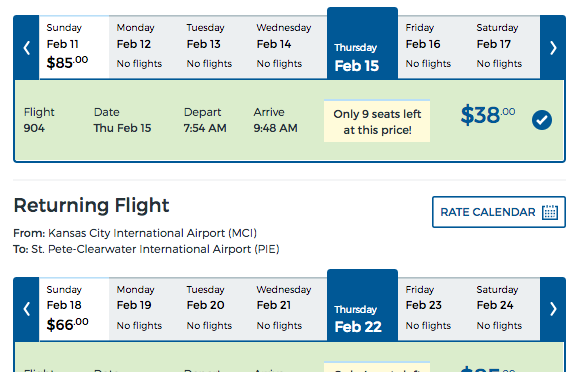 Sunday Monday Tuesday Wednesday Thursday Friday Saturday
Feb 11 Feb 12 Feb 13 Feb 14 Feb 15 Feb 16 Feb 17
$85.00 No flights No flights No flights No flights No flights
Flight Date Depart Arrive Only 9 seats left $38.00
904 Thu Feb 15 7:54 AM 9:48 AM at this price!
Returning Flight
RATE CALENDAR
From: Kansas City International Airport (MCI)
To: St. Pete-Clearwater International Airport (PIE)
Sunday Monday Tuesday Wednesday Thursday Friday Saturday
Feb 18 Feb 19 Feb 20 Feb 21 Feb 22 Feb 23 Feb 24
$66.00 No flights No flights No flights No flights No flights